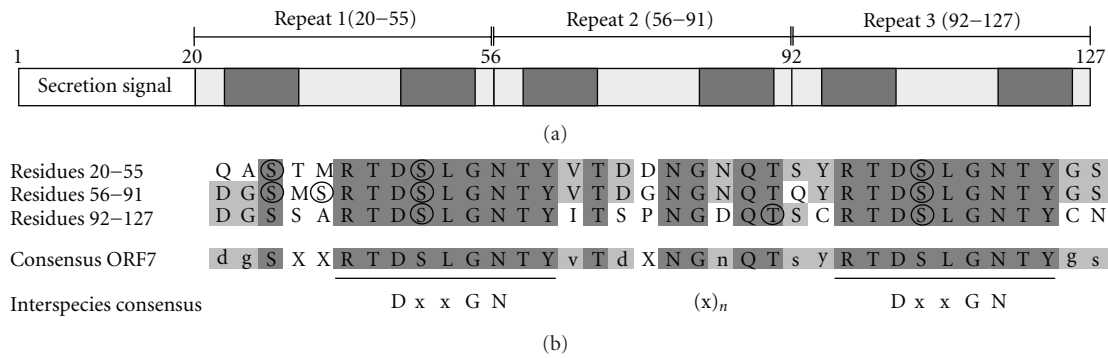 Repeat 1(20−55) Repeat 2 (56−91) Repeat 3 (92−127)
1 20 56 92 127
Secretion signal
(a)
Residues 20−55 Q A S T M R T D S L G N T Y V T D D N G N Q T S Y R T D S L G N T Y G S
Residues 56−91 D G S M S R T D S L G N T Y V T D G N G N Q T Q Y R T D S L G N T Y G S
Residues 92−127 D G S S A R T D S L G N T Y I T S P N G D Q T S C R T D S L G N T Y C N
Consensus ORF7 d g S X X R T D S L G N T Y v T d X N G n Q T s y R T D S L G N T Y g s
Interspecies consensus D x x G N (x)n D x x G N
(b)